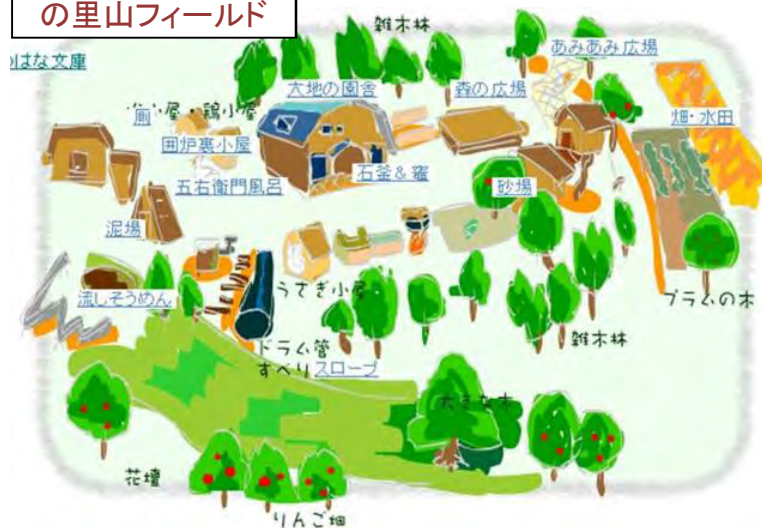 の里山フィールド
雑木林
はな文庫
あみあみ広場
大地の園舎
森の広場
厠
小屋・鶏小屋
畑・水田
囲炉裏小屋
五右衛門風呂
石釜&竈
砂場
泥場
流しそうめん
うさぎ小屋
プラムの木
雑木林
ドラム管
すべりスロープ
大きな木
花壇
りんご畑